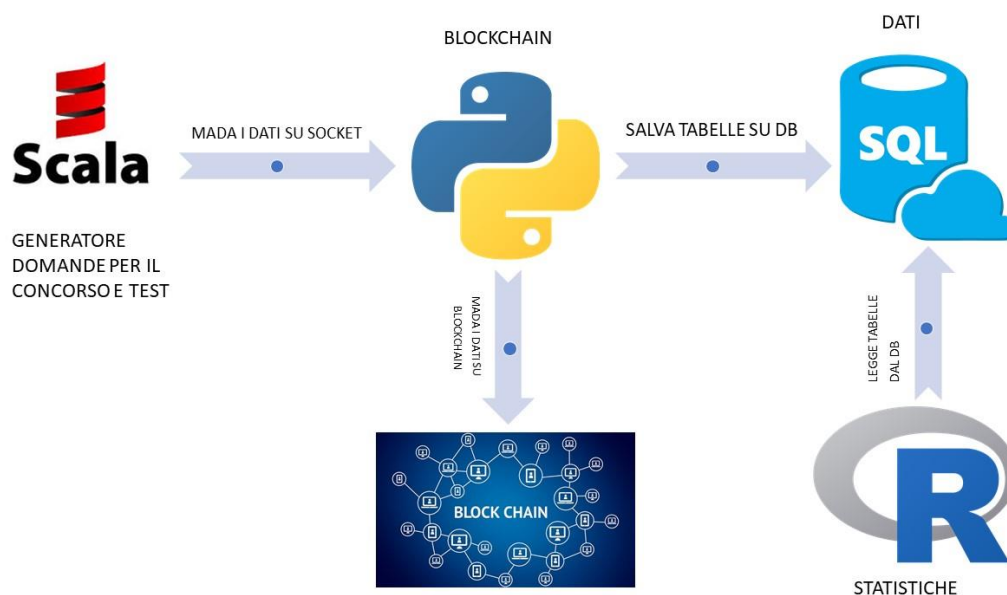 BLOCKCHAIN
DATI
Scala
MADA I DATI SU SOCKET
SALVA TABELLE SU DB
SQL
GENERATORE
DOMANDE PER IL
CONCORSO E TEST
MADA I DATI SU
BLOCKCHAIN
LEGGE TABELLE
DAL DB
BLOCK CHAIN
R
STATISTICHE